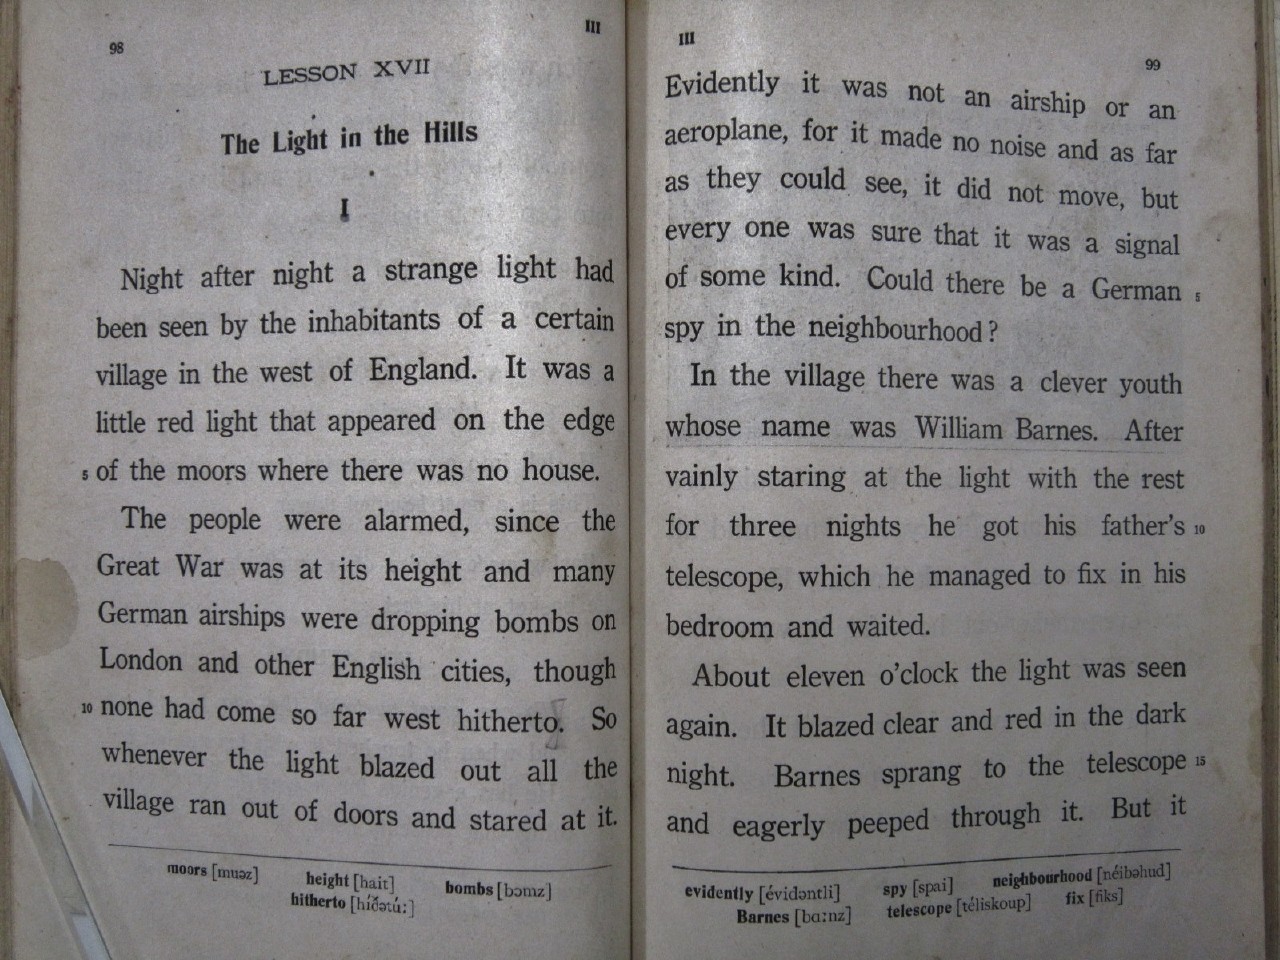 98
III
LESSON XVII
The Light in the Hills
I
Night after night a strange light had
been seen by the inhabitants of a certain
village in the west of England. It was a
little red light that appeared on the edge
5 of the moors where there was no house.
The people were alarmed, since the
Great War was at its height and many
German airships were dropping bombs on
London and other English cities, though
10 none had come so far west hitherto. So
whenever the light blazed out all the
village ran out of doors and stared at it.
moors [muəz] height [hait] bombs [bɔmz]
hitherto [híðətúː]
III
99
Evidently it was not an airship or an
aeroplane, for it made no noise and as far
as they could see, it did not move, but
every one was sure that it was a signal
of some kind. Could there be a German 5
spy in the neighbourhood?
In the village there was a clever youth
whose name was William Barnes. After
vainly staring at the light with the rest
for three nights he got his father's 10
telescope, which he managed to fix in his
bedroom and waited.
About eleven o'clock the light was seen
again. It blazed clear and red in the dark
night. Barnes sprang to the telescope 15
and eagerly peeped through it. But it
evidently [évidəntli] spy [spai] neighbourhood [néibəhud]
Barnes [bɑːnz] telescope [téliskoup] fix [fiks]